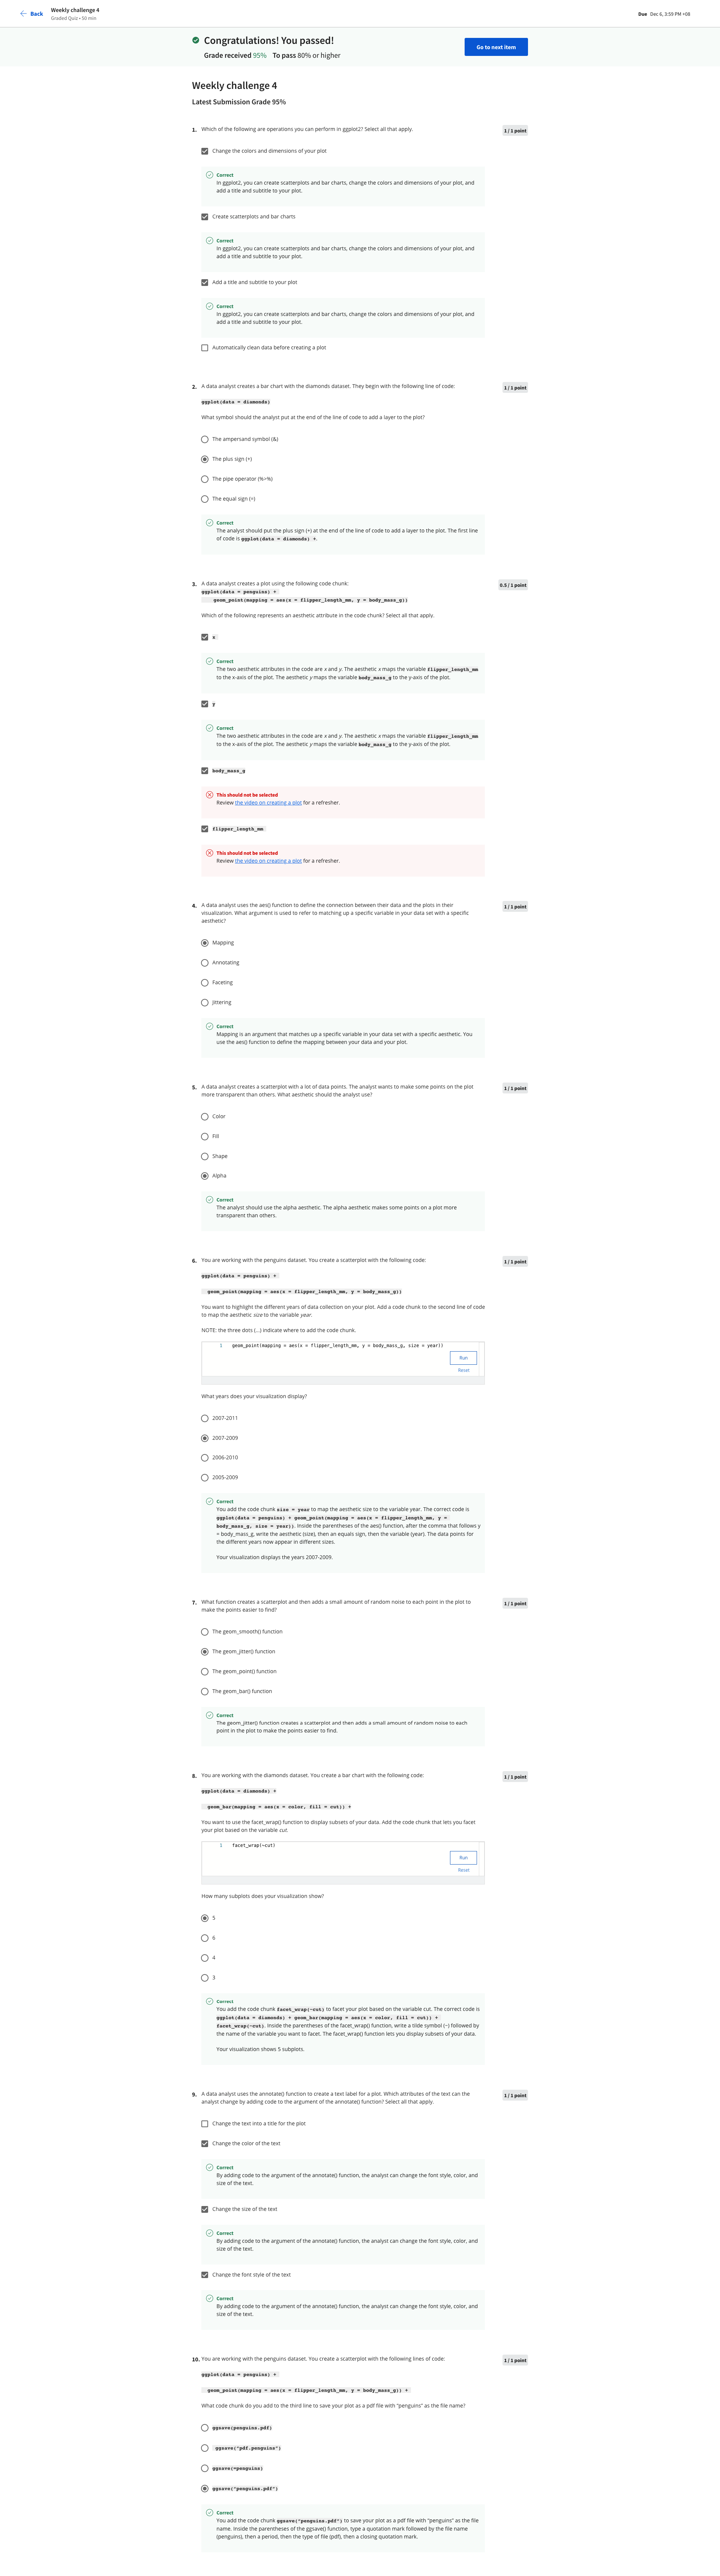 Back
Weekly challenge 4
Graded Quiz • 50 min
Due Dec 6, 3:59 PM +08
Congratulations! You passed!
Grade received 95% To pass 80% or higher
Go to next item
Weekly challenge 4
Latest Submission Grade 95%
1. Which of the following are operations you can perform in ggplot2? Select all that apply.
1 / 1 point
Change the colors and dimensions of your plot
Correct
In ggplot2, you can create scatterplots and bar charts, change the colors and dimensions of your plot, and
add a title and subtitle to your plot.
Create scatterplots and bar charts
Correct
In ggplot2, you can create scatterplots and bar charts, change the colors and dimensions of your plot, and
add a title and subtitle to your plot.
Add a title and subtitle to your plot
Correct
In ggplot2, you can create scatterplots and bar charts, change the colors and dimensions of your plot, and
add a title and subtitle to your plot.
Automatically clean data before creating a plot
2. A data analyst creates a bar chart with the diamonds dataset. They begin with the following line of code:
1 / 1 point
ggplot(data = diamonds)
What symbol should the analyst put at the end of the line of code to add a layer to the plot?
The ampersand symbol (&)
The plus sign (+)
The pipe operator (%>%)
The equal sign (=)
Correct
The analyst should put the plus sign (+) at the end of the line of code to add a layer to the plot. The first line
of code is ggplot(data = diamonds) +.
3. A data analyst creates a plot using the following code chunk:
0.5 / 1 point
ggplot(data = penguins) +
geom_point(mapping = aes(x = flipper_length_mm, y = body_mass_g))
Which of the following represents an aesthetic attribute in the code chunk? Select all that apply.
x
Correct
The two aesthetic attributes in the code are x and y. The aesthetic x maps the variable flipper_length_mm
to the x-axis of the plot. The aesthetic y maps the variable body_mass_g to the y-axis of the plot.
y
Correct
The two aesthetic attributes in the code are x and y. The aesthetic x maps the variable flipper_length_mm
to the x-axis of the plot. The aesthetic y maps the variable body_mass_g to the y-axis of the plot.
body_mass_g
This should not be selected
Review the video on creating a plot for a refresher.
flipper_length_mm
This should not be selected
Review the video on creating a plot for a refresher.
4. A data analyst uses the aes() function to define the connection between their data and the plots in their
1 / 1 point
visualization. What argument is used to refer to matching up a specific variable in your data set with a specific
aesthetic?
Mapping
Annotating
Faceting
Jittering
Correct
Mapping is an argument that matches up a specific variable in your data set with a specific aesthetic. You
use the aes() function to define the mapping between your data and your plot.
5. A data analyst creates a scatterplot with a lot of data points. The analyst wants to make some points on the plot
1 / 1 point
more transparent than others. What aesthetic should the analyst use?
Color
Fill
Shape
Alpha
Correct
The analyst should use the alpha aesthetic. The alpha aesthetic makes some points on a plot more
transparent than others.
6. You are working with the penguins dataset. You create a scatterplot with the following code:
1 / 1 point
ggplot(data = penguins) +
geom_point(mapping = aes(x = flipper_length_mm, y = body_mass_g))
You want to highlight the different years of data collection on your plot. Add a code chunk to the second line of code
to map the aesthetic size to the variable year.
NOTE: the three dots (...) indicate where to add the code chunk.
1 geom_point(mapping = aes(x = flipper_length_mm, y = body_mass_g, size = year))
Run
Reset
What years does your visualization display?
2007-2011
2007-2009
2006-2010
2005-2009
Correct
You add the code chunk size = year to map the aesthetic size to the variable year. The correct code is
ggplot(data = penguins) + geom_point(mapping = aes(x = flipper_length_mm, y =
body_mass_g, size = year)). Inside the parentheses of the aes() function, after the comma that follows y
= body_mass_g, write the aesthetic (size), then an equals sign, then the variable (year). The data points for
the different years now appear in different sizes.
Your visualization displays the years 2007-2009.
7. What function creates a scatterplot and then adds a small amount of random noise to each point in the plot to
1 / 1 point
make the points easier to find?
The geom_smooth() function
The geom_jitter() function
The geom_point() function
The geom_bar() function
Correct
The geom_jitter() function creates a scatterplot and then adds a small amount of random noise to each
point in the plot to make the points easier to find.
8. You are working with the diamonds dataset. You create a bar chart with the following code:
1 / 1 point
ggplot(data = diamonds) +
geom_bar(mapping = aes(x = color, fill = cut)) +
You want to use the facet_wrap() function to display subsets of your data. Add the code chunk that lets you facet
your plot based on the variable cut.
1 facet_wrap(~cut)
Run
Reset
How many subplots does your visualization show?
5
6
4
3
Correct
You add the code chunk facet_wrap(~cut) to facet your plot based on the variable cut. The correct code is
ggplot(data = diamonds) + geom_bar(mapping = aes(x = color, fill = cut)) +
facet_wrap(~cut). Inside the parentheses of the facet_wrap() function, write a tilde symbol (~) followed by
the name of the variable you want to facet. The facet_wrap() function lets you display subsets of your data.
Your visualization shows 5 subplots.
9. A data analyst uses the annotate() function to create a text label for a plot. Which attributes of the text can the
1 / 1 point
analyst change by adding code to the argument of the annotate() function? Select all that apply.
Change the text into a title for the plot
Change the color of the text
Correct
By adding code to the argument of the annotate() function, the analyst can change the font style, color, and
size of the text.
Change the size of the text
Correct
By adding code to the argument of the annotate() function, the analyst can change the font style, color, and
size of the text.
Change the font style of the text
Correct
By adding code to the argument of the annotate() function, the analyst can change the font style, color, and
size of the text.
10. You are working with the penguins dataset. You create a scatterplot with the following lines of code:
1 / 1 point
ggplot(data = penguins) +
geom_point(mapping = aes(x = flipper_length_mm, y = body_mass_g)) +
What code chunk do you add to the third line to save your plot as a pdf file with "penguins" as the file name?
ggsave(penguins.pdf)
ggsave("pdf.penguins")
ggsave(=penguins)
ggsave("penguins.pdf")
Correct
You add the code chunk ggsave("penguins.pdf") to save your plot as a pdf file with "penguins" as the file
name. Inside the parentheses of the ggsave() function, type a quotation mark followed by the file name
(penguins), then a period, then the type of file (pdf), then a closing quotation mark.